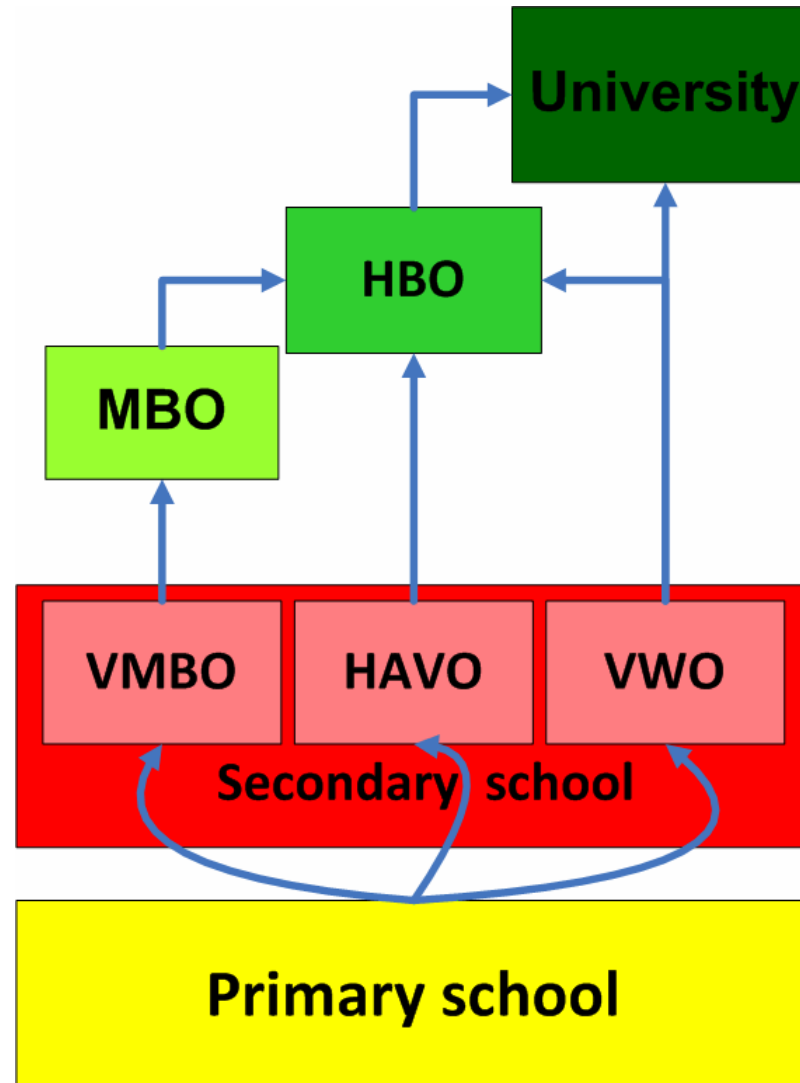 University
HBO
MBO
VMBO
HAVO
VWO
Secondary school
Primary school